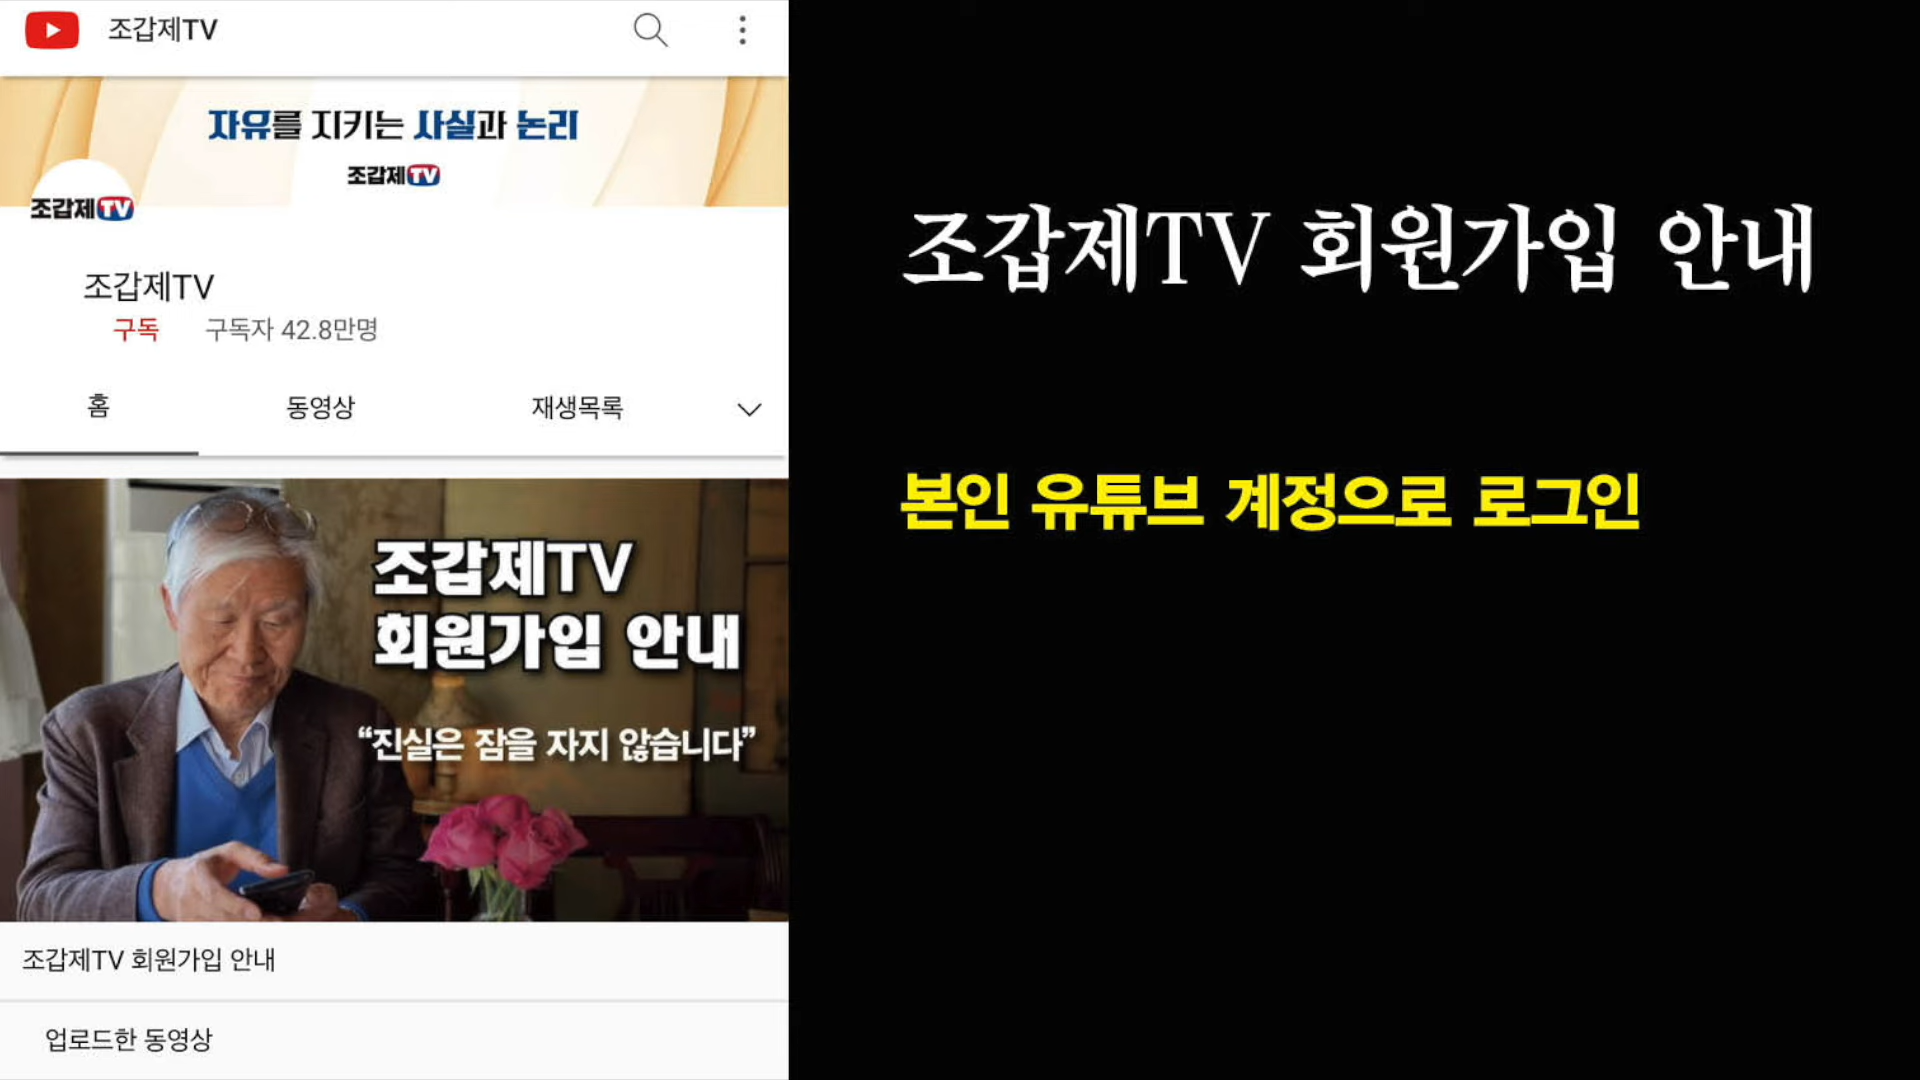 조갑제TV
자유를 지키는 사실과 논리
조갑제TV
조갑제TV
조갑제TV
구독 구독자 42.8만명
홈 동영상 재생목록
조갑제TV
회원가입 안내
“진실은 잠을 자지 않습니다”
조갑제TV 회원가입 안내
업로드한 동영상
조갑제TV 회원가입 안내
본인 유튜브 계정으로 로그인